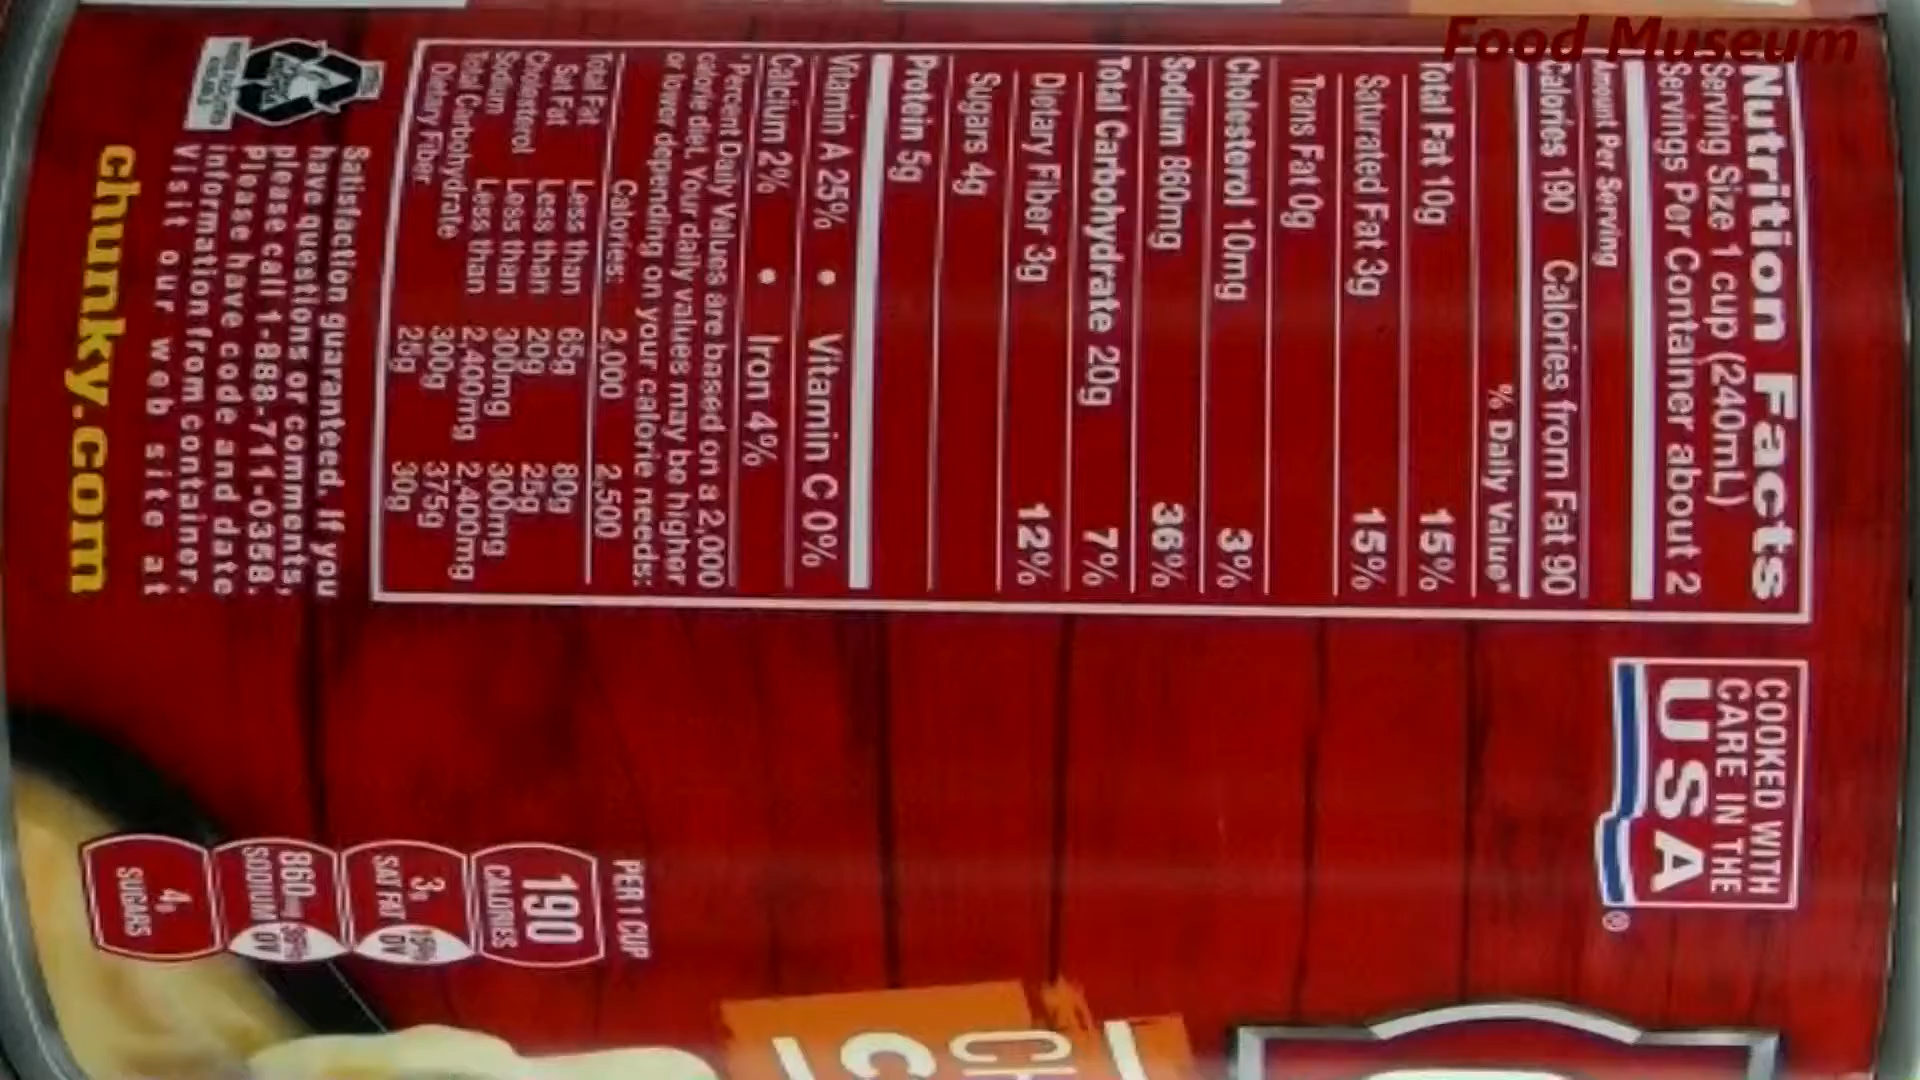 Food Museum
Nutrition Facts
Serving Size 1 cup (240mL)
Servings Per Container about 2
Amount Per Serving
Calories 190 Calories from Fat 90
% Daily Value*
Total Fat 10g 15%
Saturated Fat 3g 15%
Trans Fat 0g
Cholesterol 10mg 3%
Sodium 860mg 36%
Total Carbohydrate 20g 7%
Dietary Fiber 3g 12%
Sugars 4g
Protein 5g
Vitamin A 25% • Vitamin C 0%
Calcium 2% • Iron 4%
*Percent Daily Values are based on a 2,000
calorie diet. Your daily values may be higher
or lower depending on your calorie needs:
Calories: 2,000 2,500
Total Fat Less than 65g 80g
Sat Fat Less than 20g 25g
Cholesterol Less than 300mg 300mg
Sodium Less than 2,400mg 2,400mg
Total Carbohydrate 300g 375g
Dietary Fiber 25g 30g
Satisfaction guaranteed. If you
have questions or comments,
please call 1-888-711-0358.
Please have code and date
information from container.
Visit our web site at
chunky.com
COOKED WITH
CARE IN THE
USA
®
PER 1 CUP
190
CALORIES
3g
SAT FAT
15%
DV
860mg
SODIUM
36%
DV
4g
SUGARS
CH
C